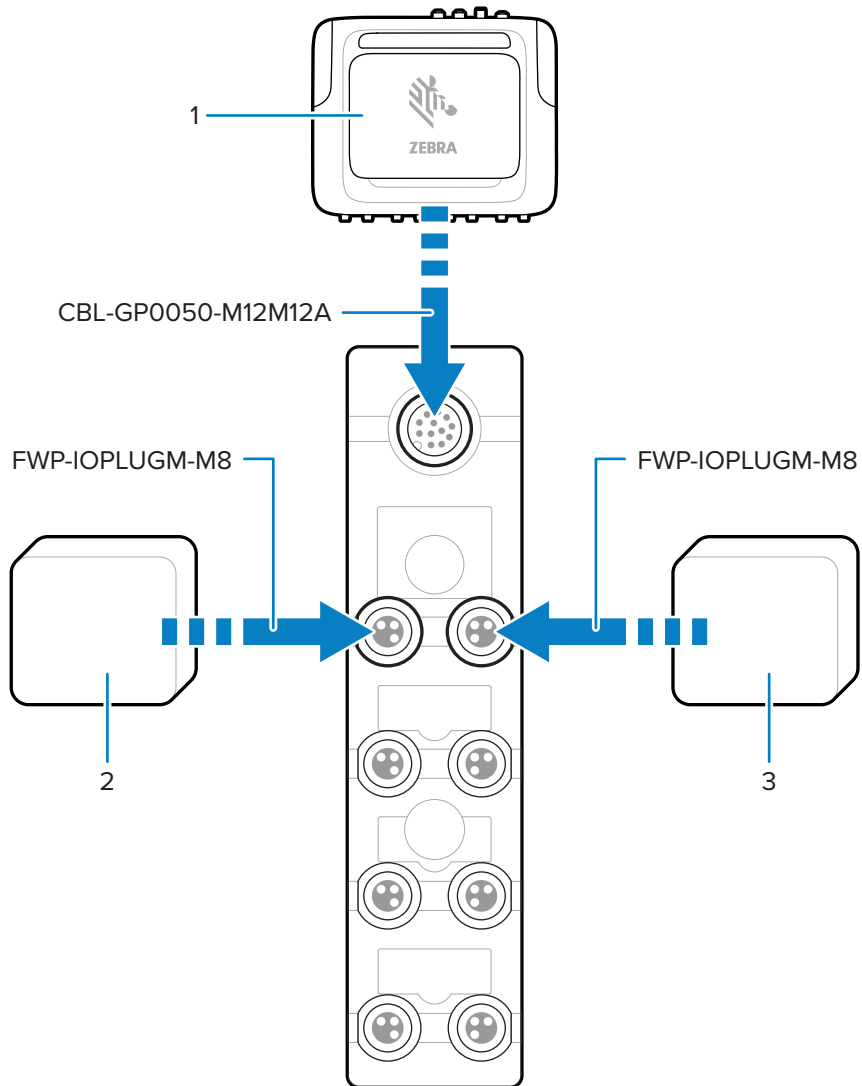 1
ZEBRA
CBL-GP0050-M12M12A
FWP-IOPLUGM-M8
FWP-IOPLUGM-M8
2
3